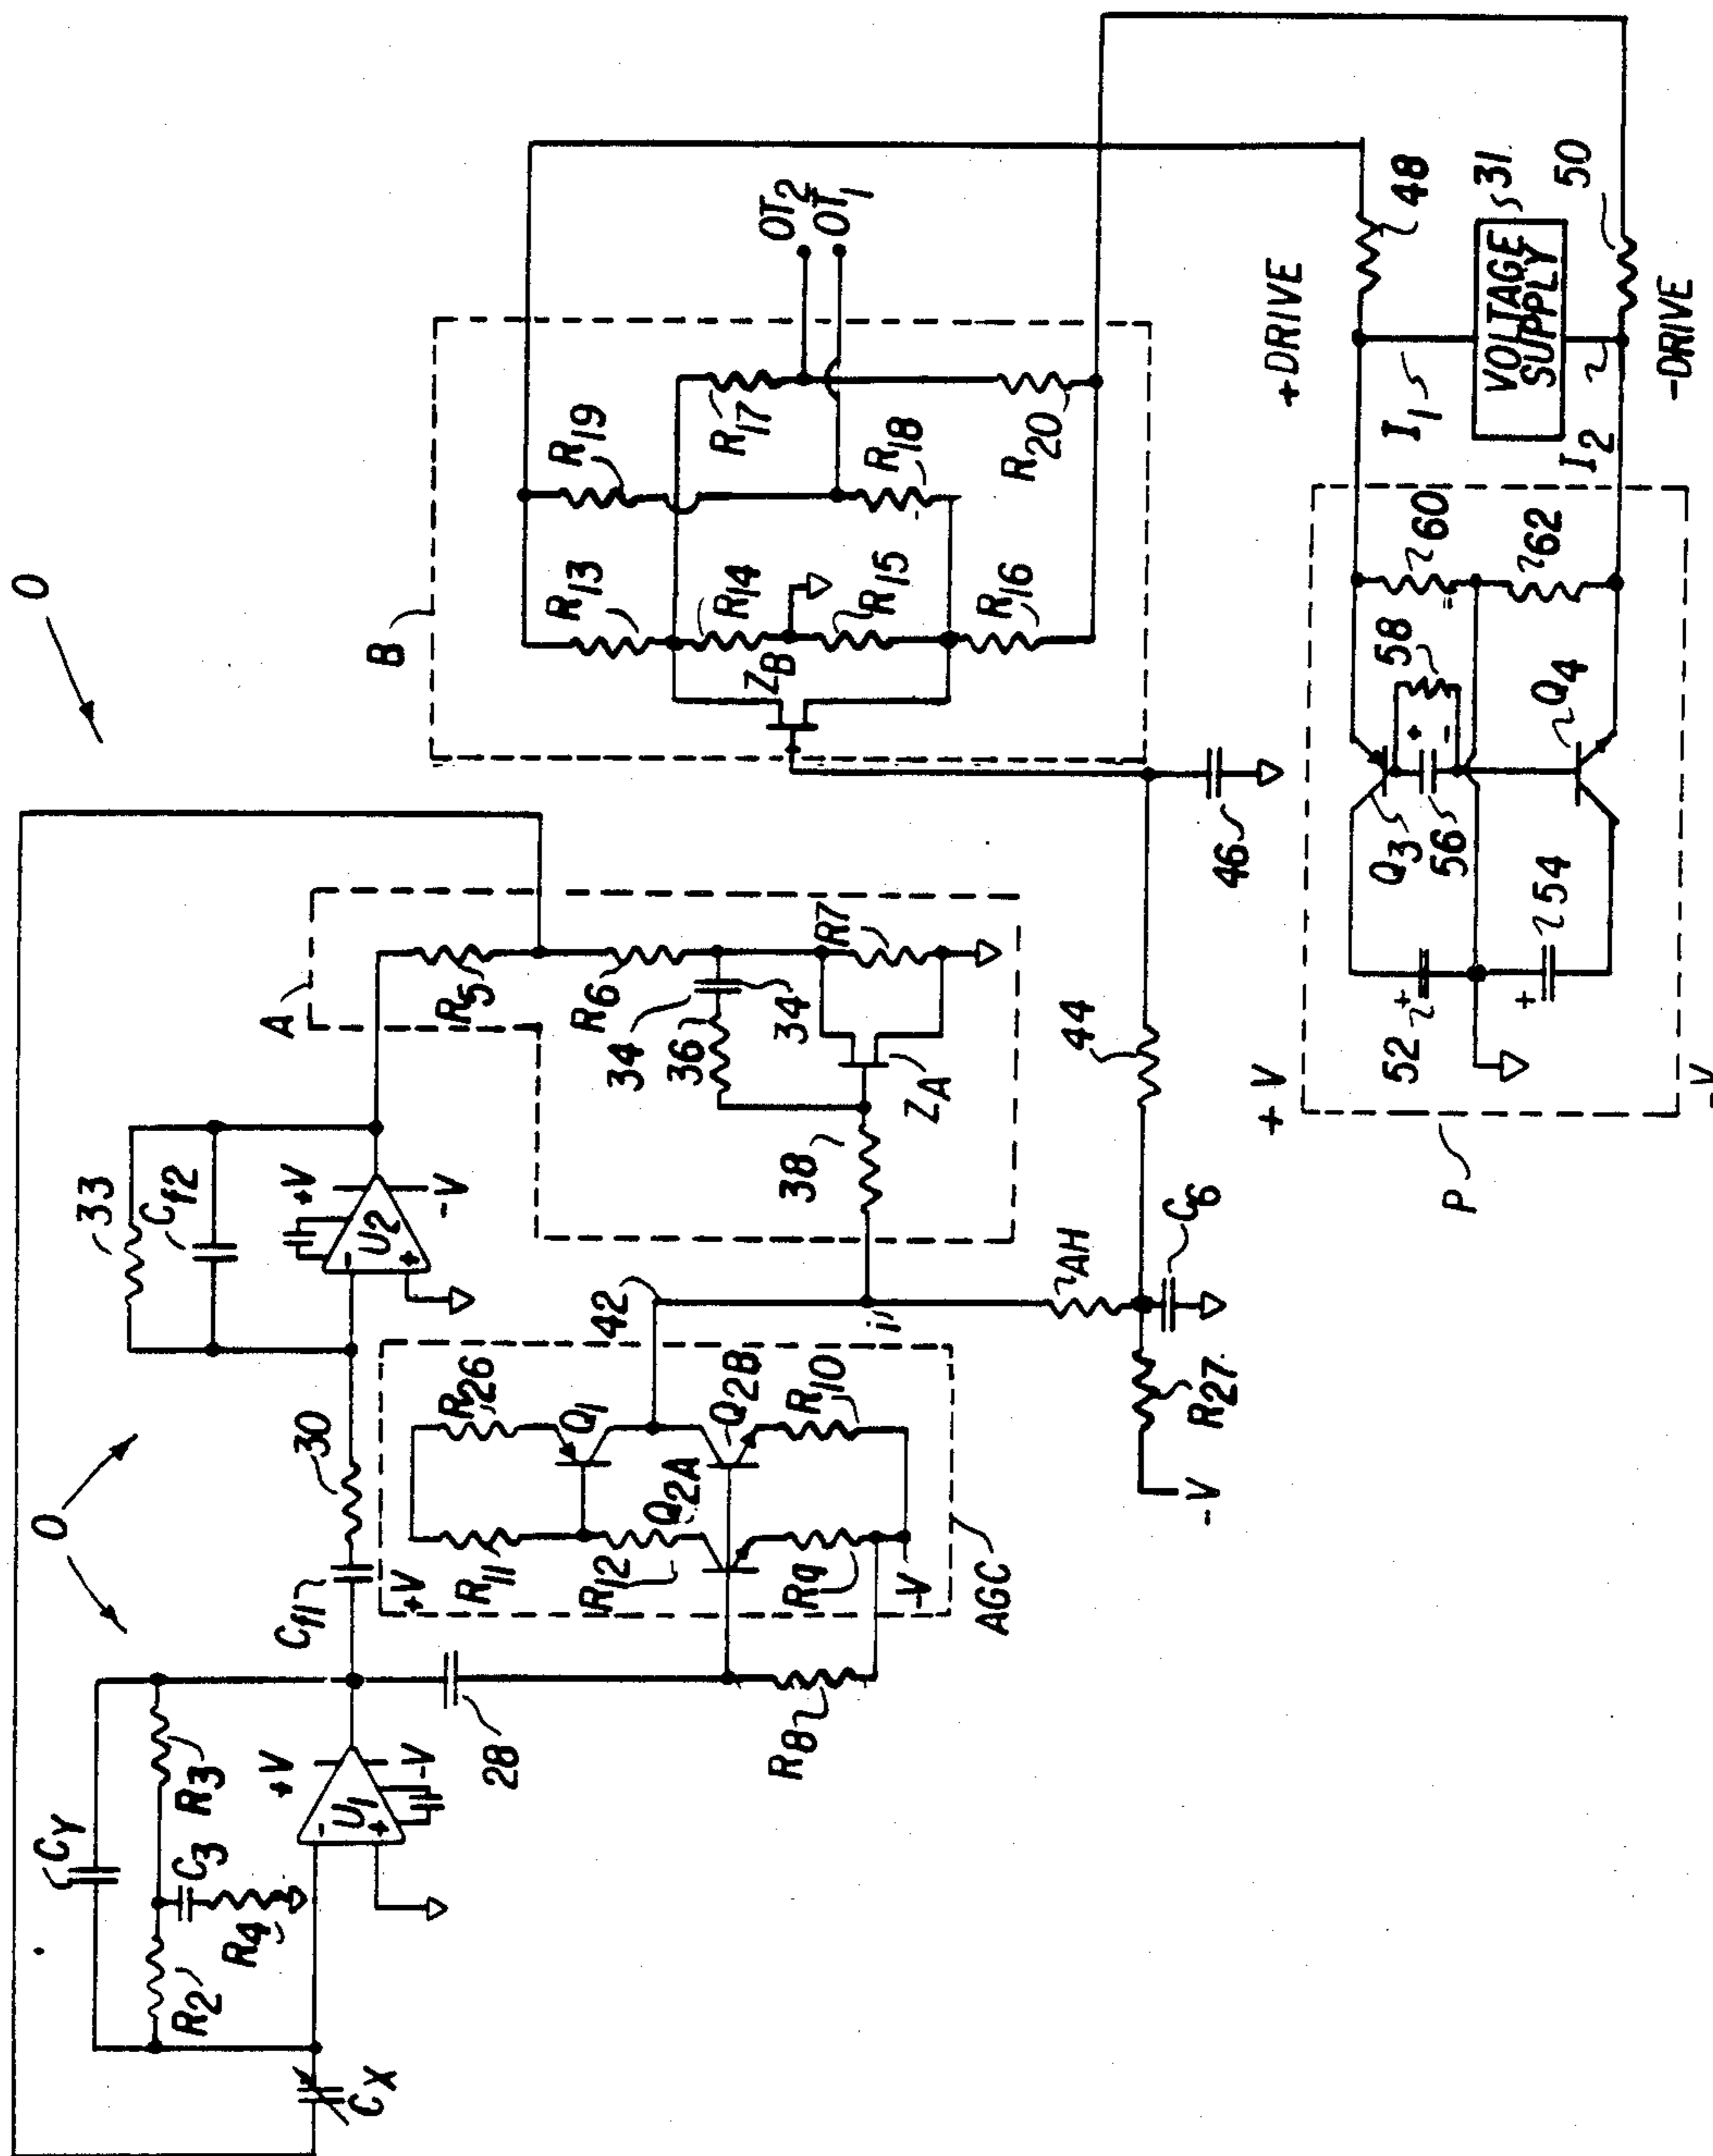 O
O
CY
R2
R3
C3
R4
CX
U1
-
+
+V
-V
28
R8
Cf1
30
33
Cf2
U2
-
+
+V
-V
+V
R11
R26
Q1
R12
Q2A
Q2B
R9
R10
-V
AGC
42
A
R5
R6
34
36
34
R7
ZA
38
i
AH
R27
-V
C6
44
46
B
R13
R19
R14
R17
ZB
R15
R18
R16
R20
OT2
OT1
+DRIVE
48
I1
VOLTAGE
SUPPLY
31
I2
50
-DRIVE
+V
P
-V
52
+
54
+
Q3
56
+
-
58
Q4
60
62